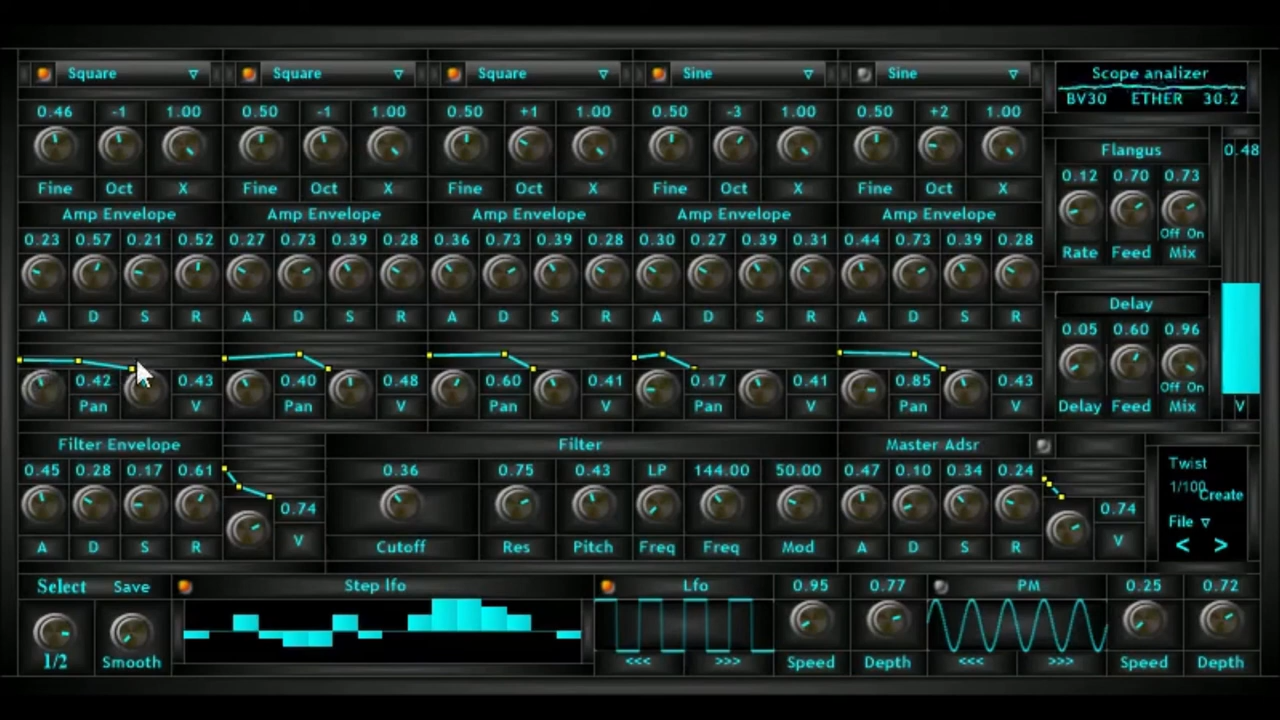 Square Square Square Sine Sine Scope analizer
BV30 ETHER 30.2
0.46 -1 1.00 0.50 -1 1.00 0.50 +1 1.00 0.50 -3 1.00 0.50 +2 1.00
Fine Oct X Fine Oct X Fine Oct X Fine Oct X Fine Oct X
Flangus 0.48
0.12 0.70 0.73
Off On
Rate Feed Mix
Amp Envelope Amp Envelope Amp Envelope Amp Envelope Amp Envelope
0.23 0.57 0.21 0.52 0.27 0.73 0.39 0.28 0.36 0.73 0.39 0.28 0.30 0.27 0.39 0.31 0.44 0.73 0.39 0.28
A D S R A D S R A D S R A D S R A D S R
Delay
0.05 0.60 0.96
Off On
Delay Feed Mix V
0.42 0.43 0.40 0.48 0.60 0.41 0.17 0.41 0.85 0.43
Pan V Pan V Pan V Pan V Pan V
Filter Envelope Filter Master Adsr
0.45 0.28 0.17 0.61 0.36 0.75 0.43 LP 144.00 50.00 0.47 0.10 0.34 0.24
0.74 0.74
A D S R V Cutoff Res Pitch Freq Freq Mod A D S R V
Twist
1/100 Create
File
< >
Select Save Step lfo Lfo 0.95 0.77 PM 0.25 0.72
1/2 Smooth <<< >>> Speed Depth <<< >>> Speed Depth